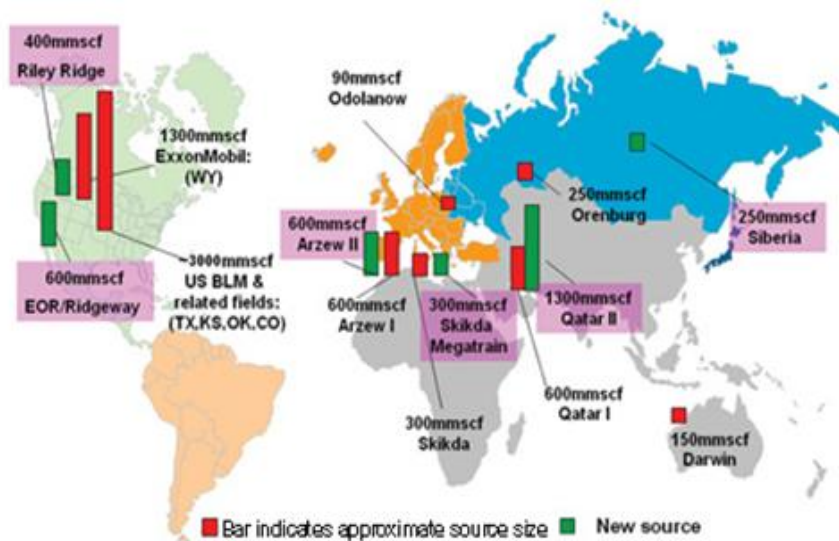 400mmscf
Riley Ridge
1300mmscf
ExxonMobil:
(WY)
600mmscf
EOR/Ridgeway
~3000mmscf
US BLM &
related fields:
(TX,KS,OK,CO)
90mmscf
Odolanow
250mmscf
Orenburg
250mmscf
Siberia
600mmscf
Arzew II
600mmscf
Arzew I
300mmscf
Skikda
Megatrain
300mmscf
Skikda
1300mmscf
Qatar II
600mmscf
Qatar I
150mmscf
Darwin
Bar indicates approximate source size
New source